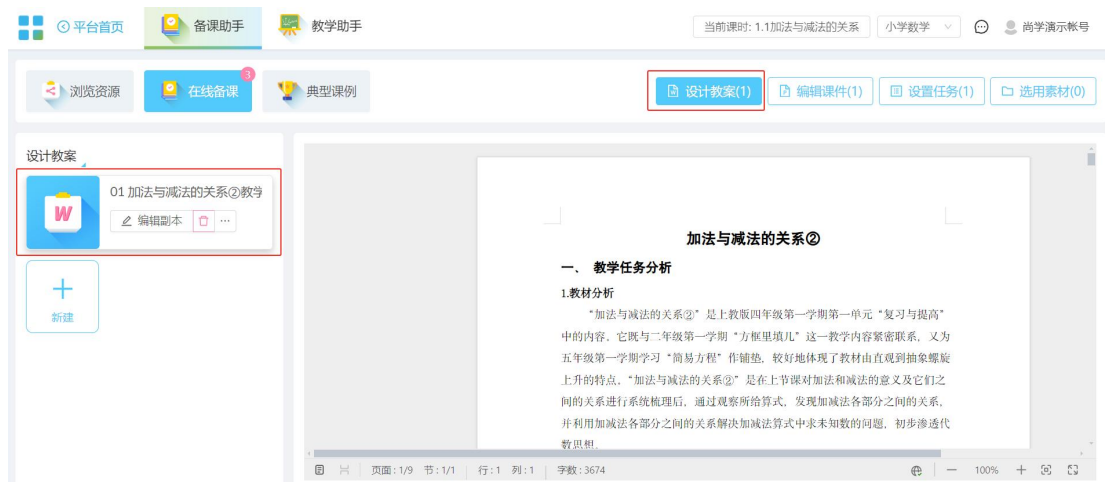 平台首页 备课助手 教学助手 当前课时: 1.1加法与减法的关系 小学数学 尚学演示帐号
浏览资源 在线备课 3 典型课例 设计教案(1) 编辑课件(1) 设置任务(1) 选用素材(0)
设计教案
01 加法与减法的关系②教学
W 编辑副本 ...
新建
加法与减法的关系②
一、 教学任务分析
1.教材分析
“加法与减法的关系②”是上教版四年级第一学期第一单元“复习与提高”
中的内容。它既与二年级第一学期“方框里填几”这一教学内容紧密联系，又为
五年级第一学期学习“简易方程”作铺垫，较好地体现了教材由直观到抽象螺旋
上升的特点。“加法与减法的关系②”是在上节课对加法和减法的意义及它们之
间的关系进行系统梳理后，通过观察所给算式，发现加减法各部分之间的关系，
并利用加减法各部分之间的关系解决加减法算式中求未知数的问题，初步渗透代
数思想。
页面: 1/9 节: 1/1 行: 1 列: 1 字数: 3674 100%